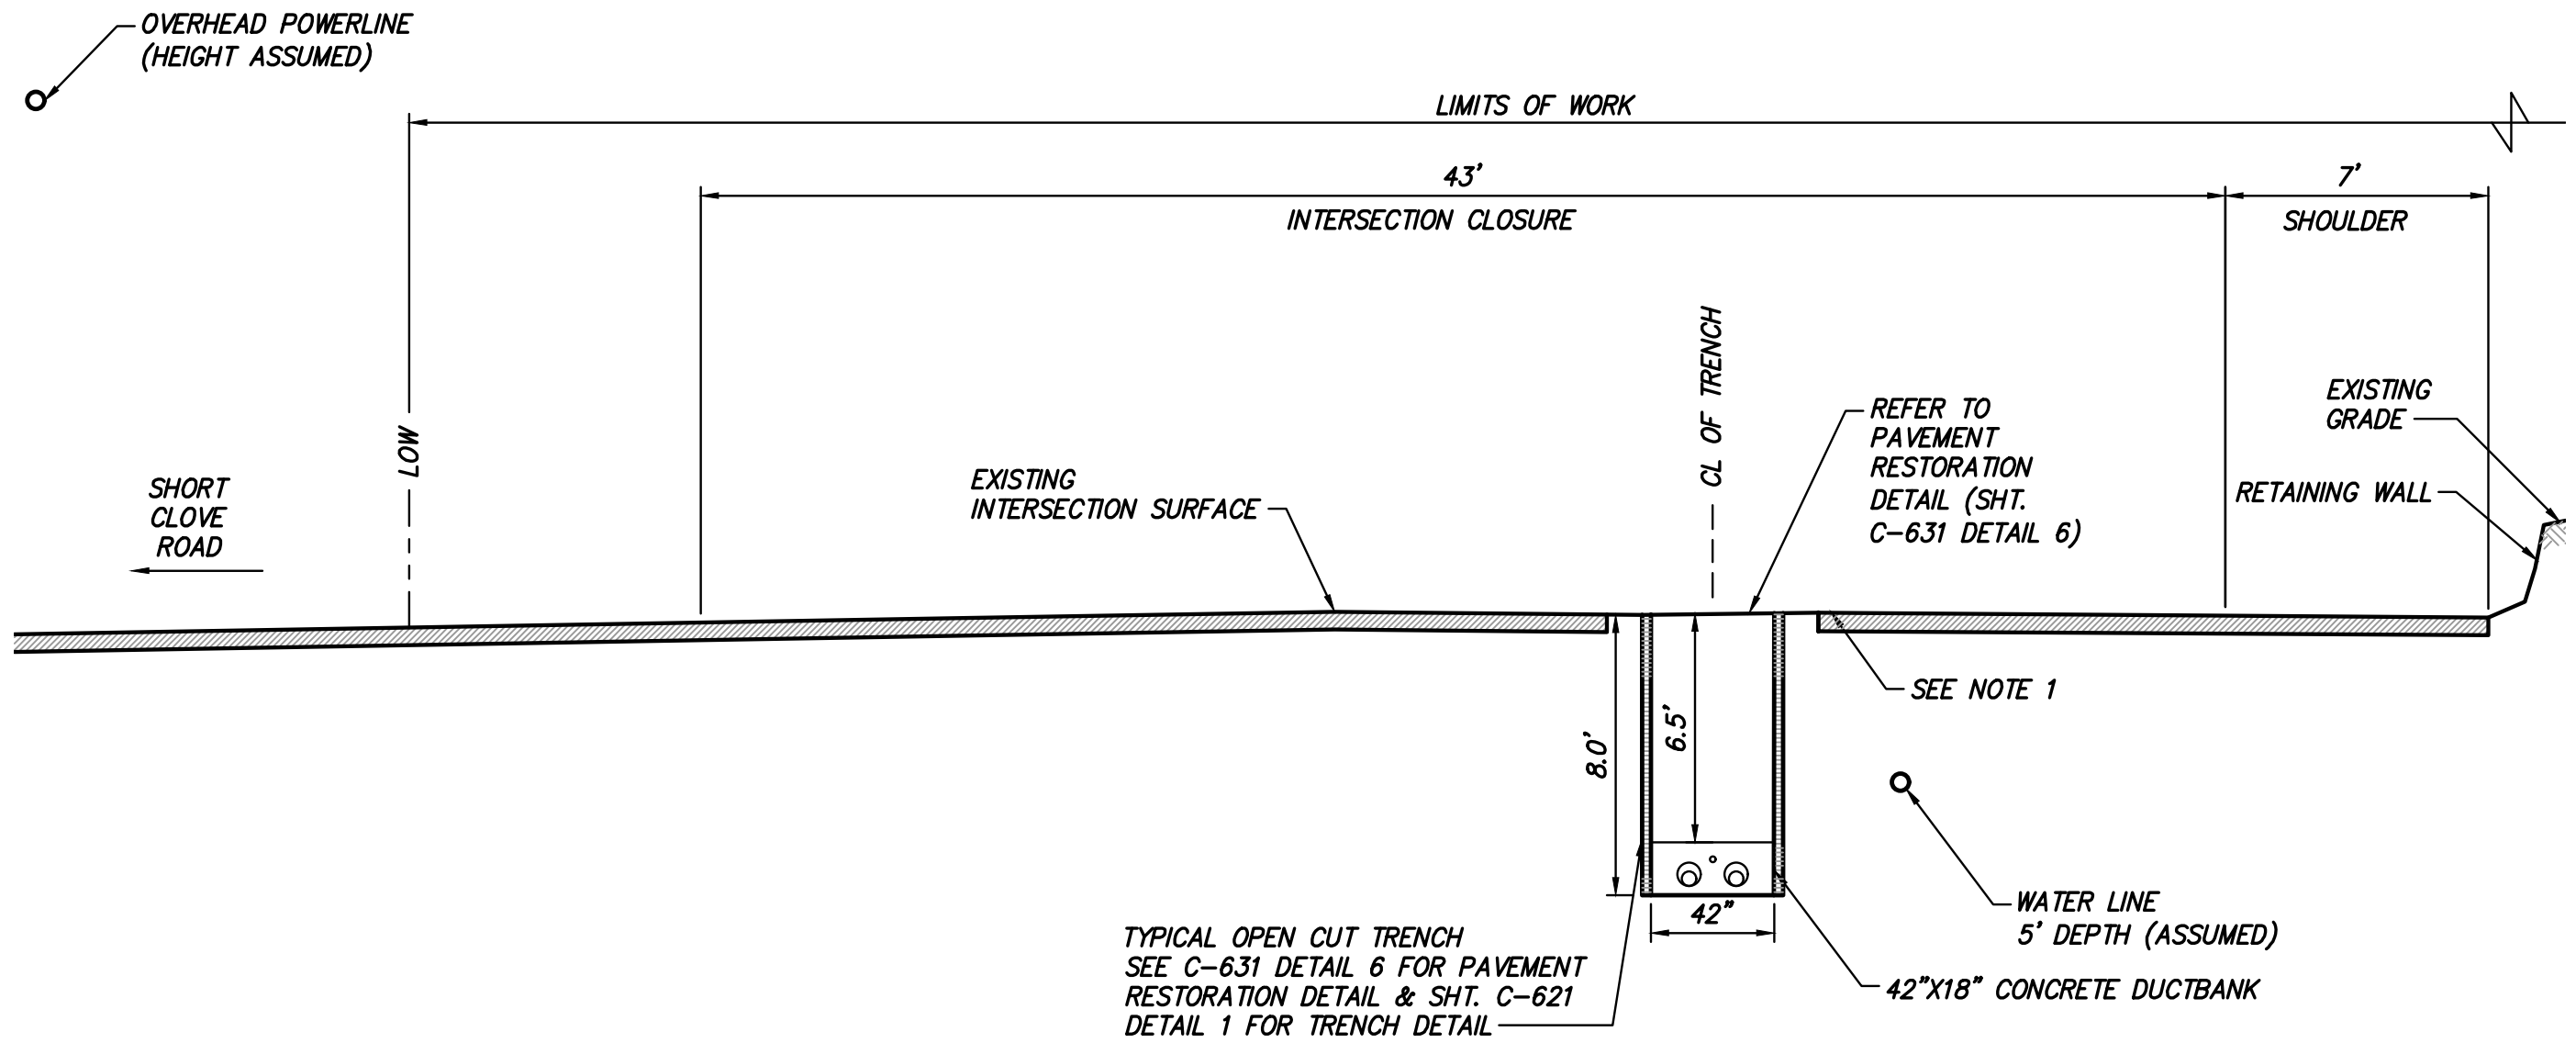 OVERHEAD POWERLINE
(HEIGHT ASSUMED)
LIMITS OF WORK
43'
INTERSECTION CLOSURE
7'
SHOULDER
LOW
CL OF TRENCH
SHORT
CLOVE
ROAD
EXISTING
INTERSECTION SURFACE
REFER TO
PAVEMENT
RESTORATION
DETAIL (SHT.
C-631 DETAIL 6)
EXISTING
GRADE
RETAINING WALL
SEE NOTE 1
8.0'
6.5'
42"
WATER LINE
5' DEPTH (ASSUMED)
42"X18" CONCRETE DUCTBANK
TYPICAL OPEN CUT TRENCH
SEE C-631 DETAIL 6 FOR PAVEMENT
RESTORATION DETAIL & SHT. C-621
DETAIL 1 FOR TRENCH DETAIL